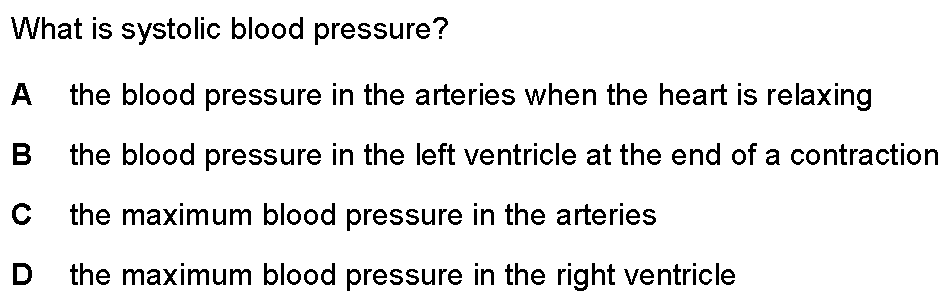 What is systolic blood pressure?
A the blood pressure in the arteries when the heart is relaxing
B the blood pressure in the left ventricle at the end of a contraction
C the maximum blood pressure in the arteries
D the maximum blood pressure in the right ventricle